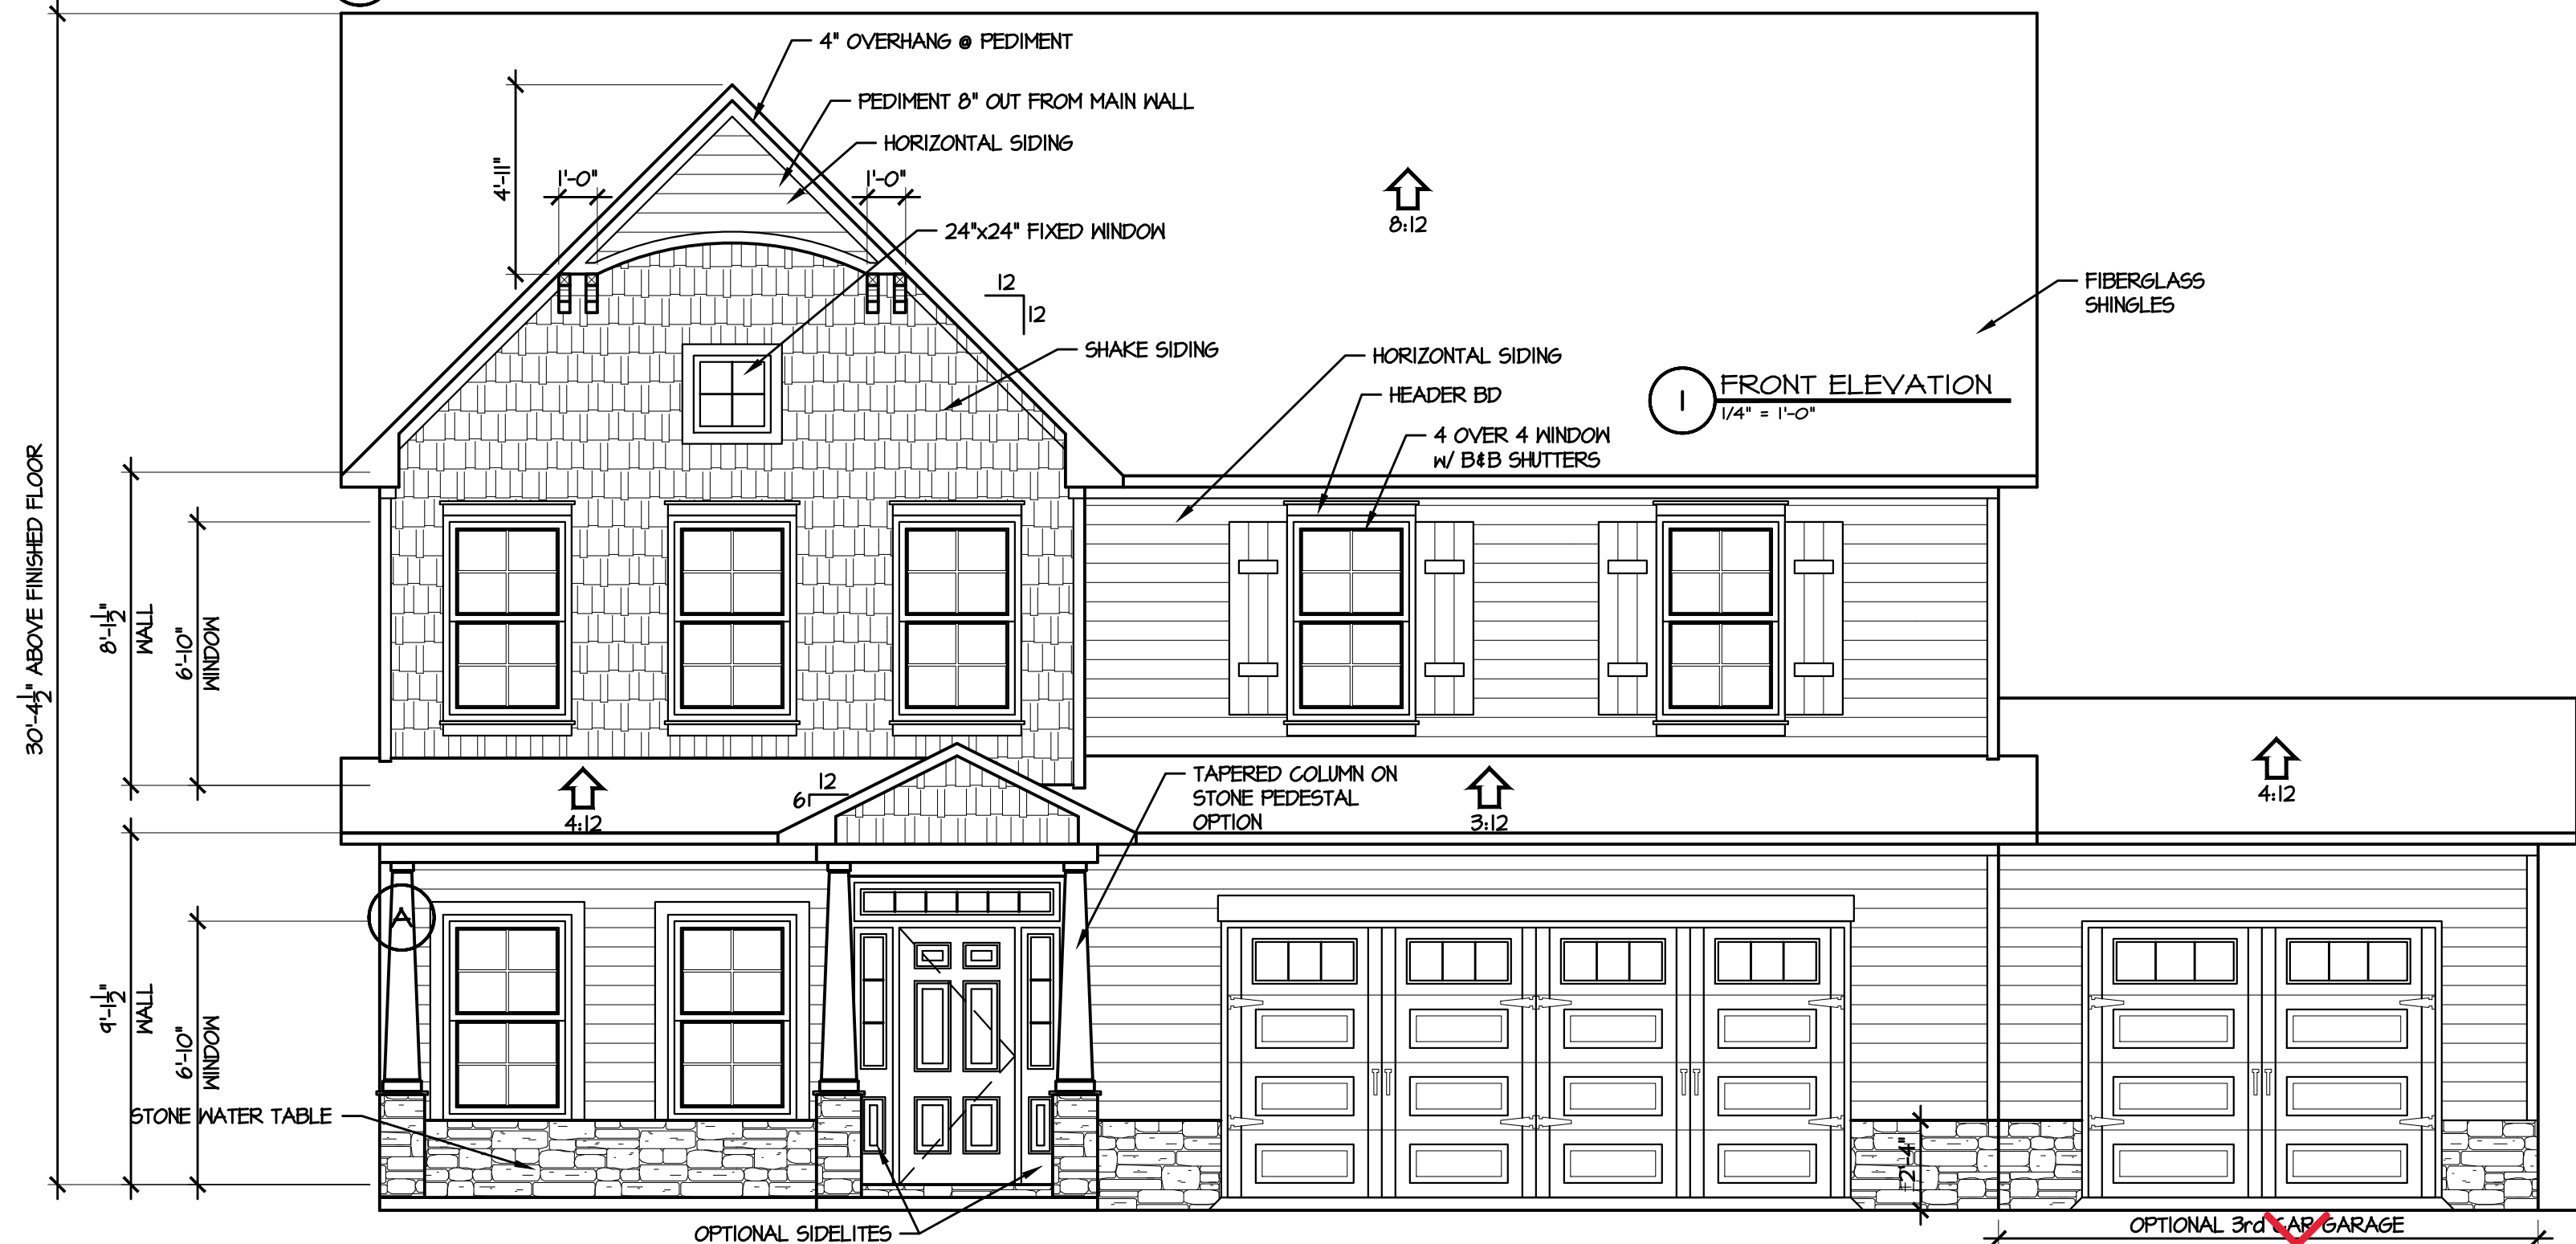 4" OVERHANG @ PEDIMENT
PEDIMENT 8" OUT FROM MAIN WALL
HORIZONTAL SIDING
4'-11"
1'-0"
1'-0"
24"x24" FIXED WINDOW
8:12
12
12
FIBERGLASS
SHINGLES
SHAKE SIDING
HORIZONTAL SIDING
HEADER BD
4 OVER 4 WINDOW
w/ B&B SHUTTERS
1
FRONT ELEVATION
1/4" = 1'-0"
30'-4 1/2" ABOVE FINISHED FLOOR
8'-1 1/2"
WALL
6'-10"
WINDOW
12
6
4:12
TAPERED COLUMN ON
STONE PEDESTAL
OPTION
3:12
4:12
A
9'-1 1/2"
WALL
6'-10"
WINDOW
STONE WATER TABLE
±2'-4"
OPTIONAL SIDELITES
OPTIONAL 3rd CAR GARAGE